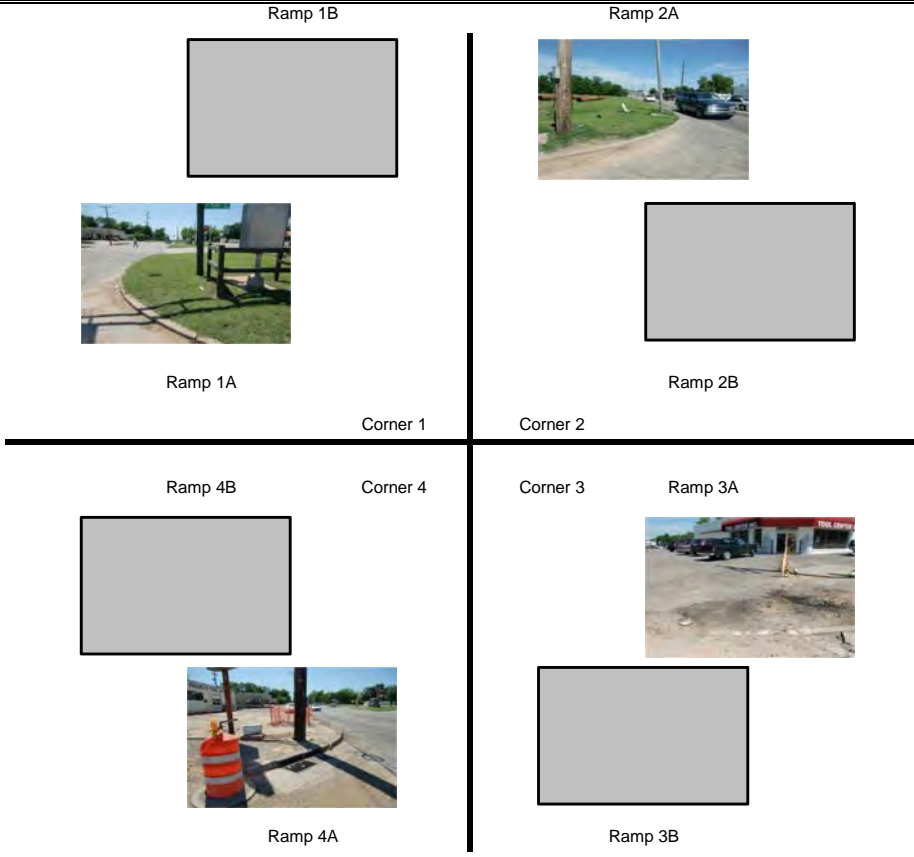 Ramp 1B
Ramp 2A
Ramp 1A
Ramp 2B
Corner 1
Corner 2
Ramp 4B
Corner 4
Corner 3
Ramp 3A
TOOL CENTER
Ramp 4A
Ramp 3B